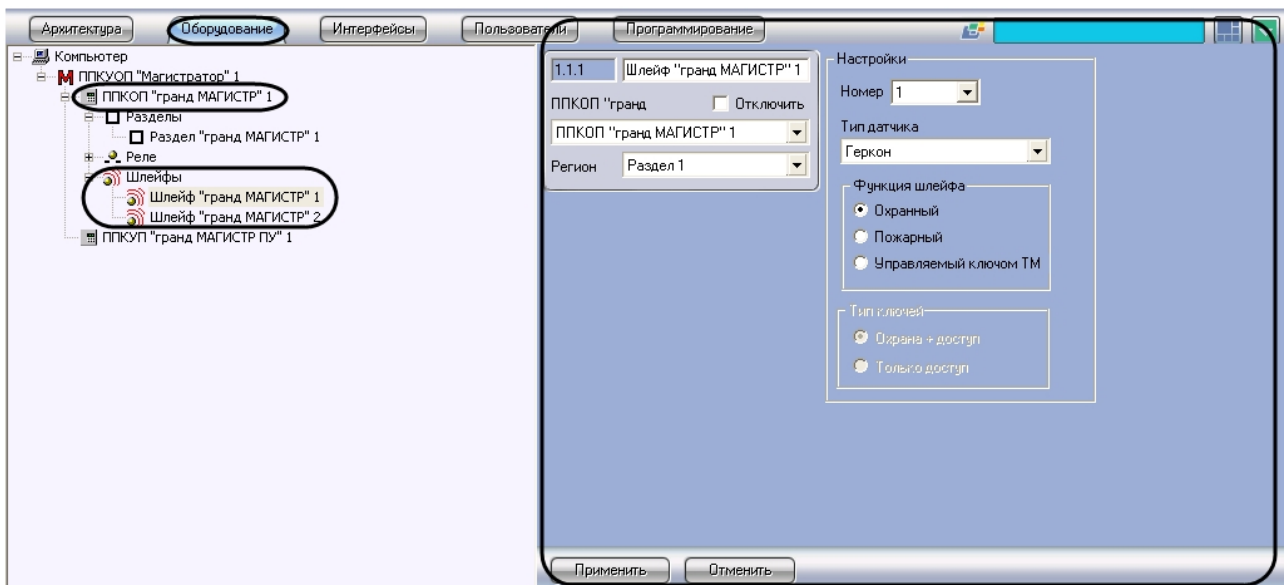 Архитектура Оборудование Интерфейсы Пользователи Программирование
Компьютер
ППКУОП "Магистратор" 1
ППКОП "гранд МАГИСТР" 1
Разделы
Раздел "гранд МАГИСТР" 1
Реле
Шлейфы
Шлейф "гранд МАГИСТР" 1
Шлейф "гранд МАГИСТР" 2
ППКУП "гранд МАГИСТР ПУ" 1
1.1.1 Шлейф "гранд МАГИСТР" 1
ППКОП "гранд Отключить
ППКОП "гранд МАГИСТР" 1
Регион Раздел 1
Настройки
Номер 1
Тип датчика
Геркон
Функция шлейфа
Охранный
Пожарный
Управляемый ключом ТМ
Тип ключей
Охрана + доступ
Только доступ
Применить Отменить